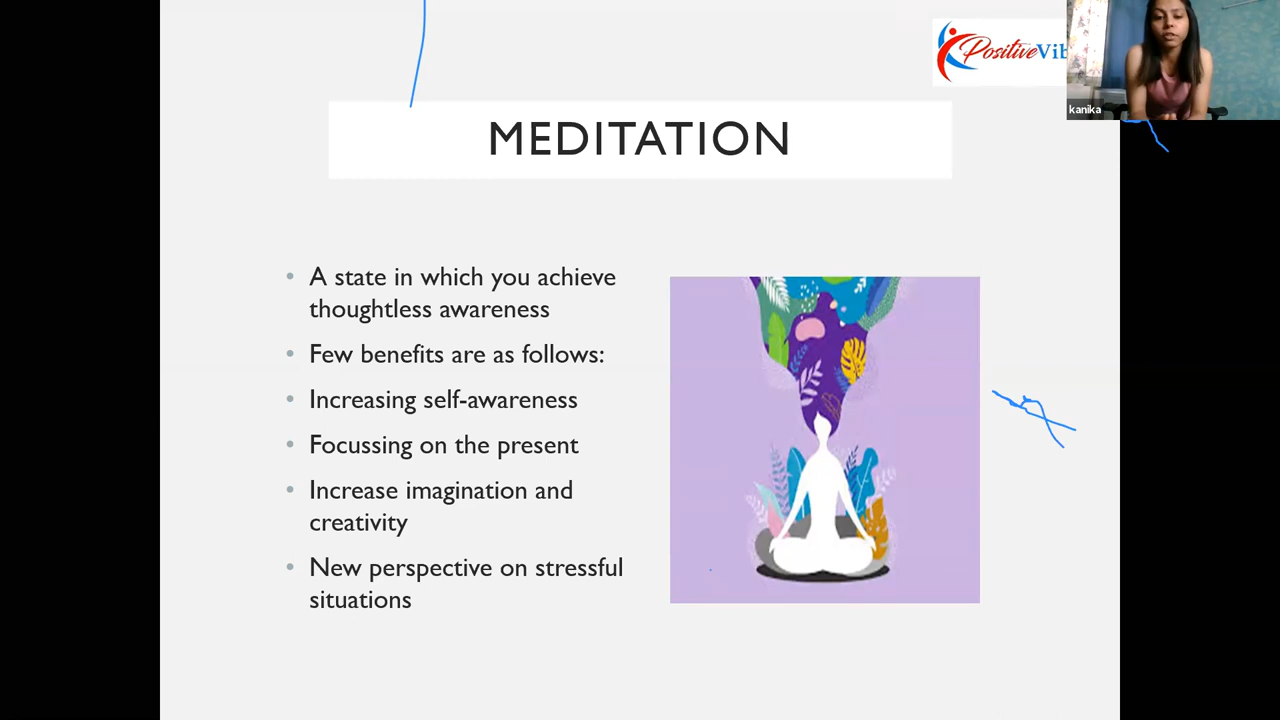 PositiveVib
kanika
MEDITATION
• A state in which you achieve
thoughtless awareness
• Few benefits are as follows:
• Increasing self-awareness
• Focussing on the present
• Increase imagination and
creativity
• New perspective on stressful
situations